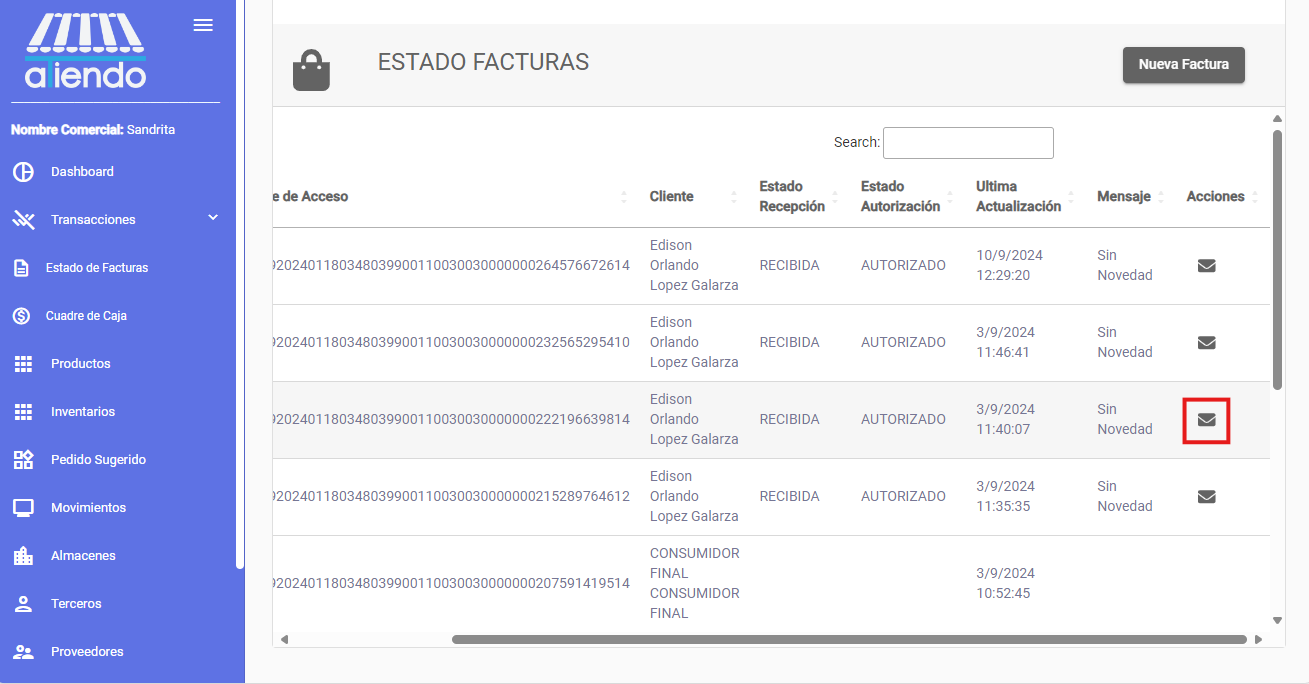 aTiendo
Nombre Comercial: Sandrita
Dashboard
Transacciones
Estado de Facturas
Cuadre de Caja
Productos
Inventarios
Pedido Sugerido
Movimientos
Almacenes
Terceros
Proveedores
ESTADO FACTURAS
Nueva Factura
Search:
e de Acceso
Cliente
Estado
Recepción
Estado
Autorización
Ultima
Actualización
Mensaje
Acciones
9202401180348039900110030030000000264576672614
Edison
Orlando
Lopez Galarza
RECIBIDA
AUTORIZADO
10/9/2024
12:29:20
Sin
Novedad
9202401180348039900110030030000000232565295410
Edison
Orlando
Lopez Galarza
RECIBIDA
AUTORIZADO
3/9/2024
11:46:41
Sin
Novedad
9202401180348039900110030030000000222196639814
Edison
Orlando
Lopez Galarza
RECIBIDA
AUTORIZADO
3/9/2024
11:40:07
Sin
Novedad
9202401180348039900110030030000000215289764612
Edison
Orlando
Lopez Galarza
RECIBIDA
AUTORIZADO
3/9/2024
11:35:35
Sin
Novedad
9202401180348039900110030030000000207591419514
CONSUMIDOR
FINAL
CONSUMIDOR
FINAL
3/9/2024
10:52:45